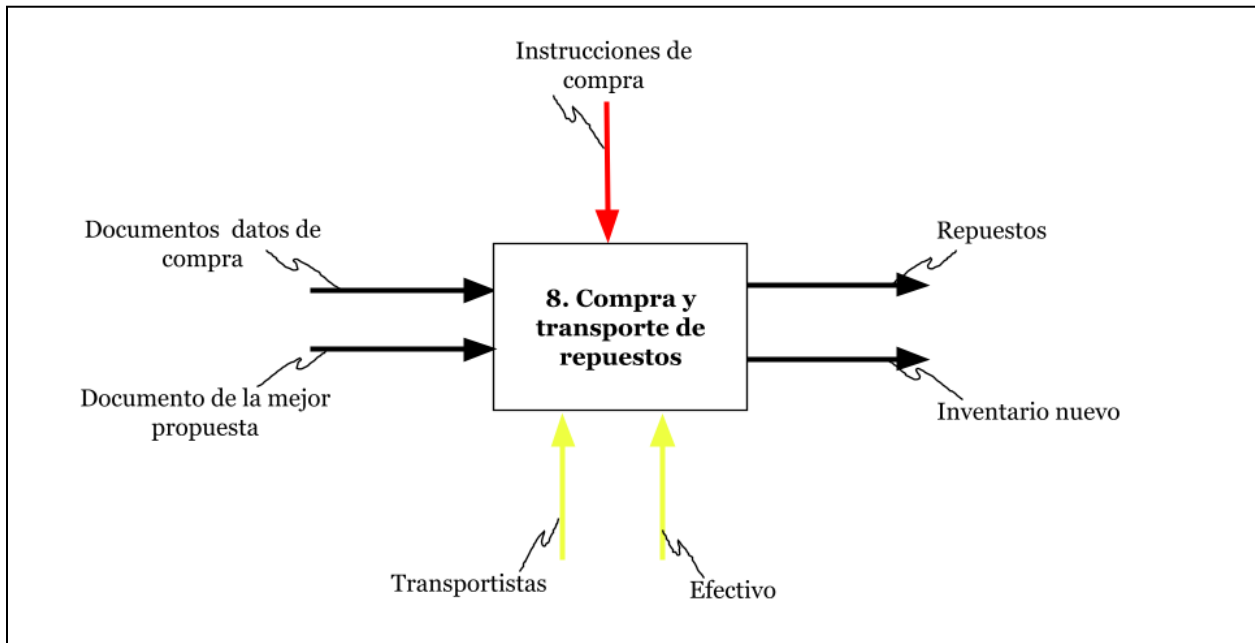 Instrucciones de
compra
Documentos datos de
compra
Repuestos
8. Compra y
transporte de
repuestos
Documento de la mejor
propuesta
Inventario nuevo
Transportistas
Efectivo